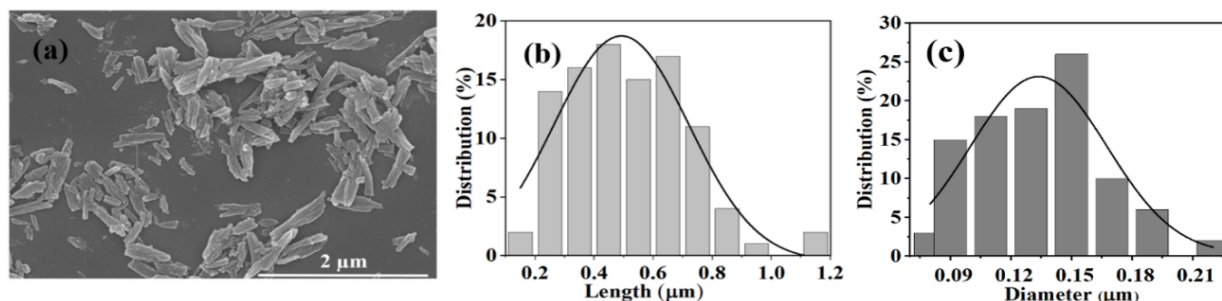 (a)
2 µm
(b)
Distribution (%)
20
15
10
5
0
0.2 0.4 0.6 0.8 1.0 1.2
Length (µm)
(c)
Distribution (%)
30
25
20
15
10
5
0
0.09 0.12 0.15 0.18 0.21
Diameter (µm)